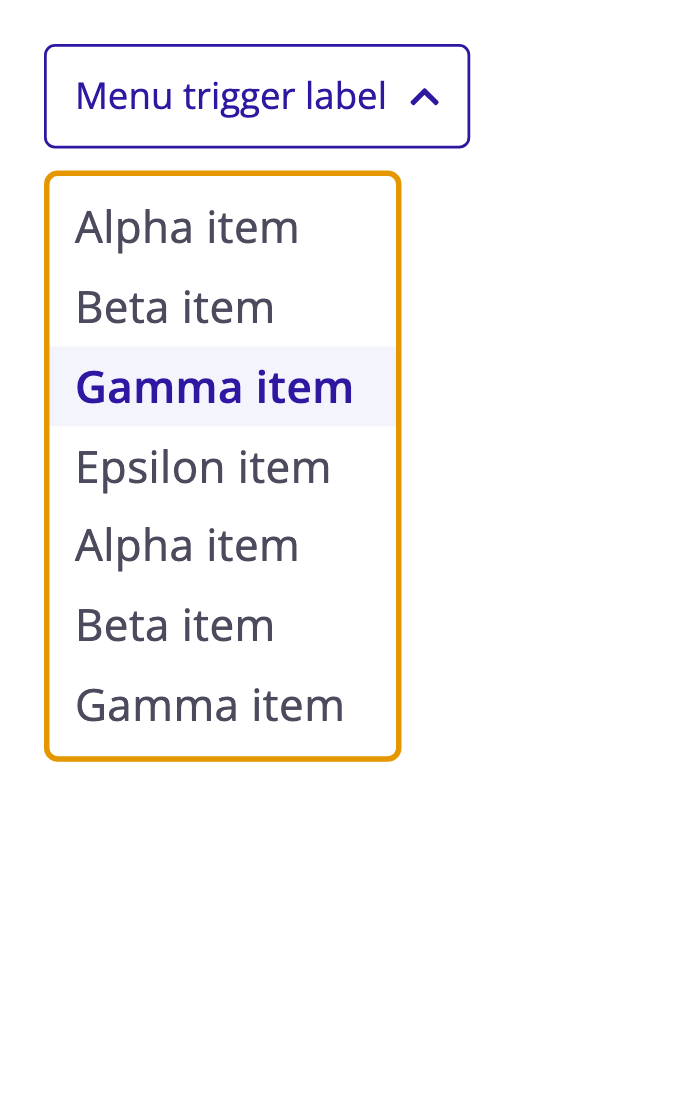 Menu trigger label
Alpha item
Beta item
Gamma item
Epsilon item
Alpha item
Beta item
Gamma item